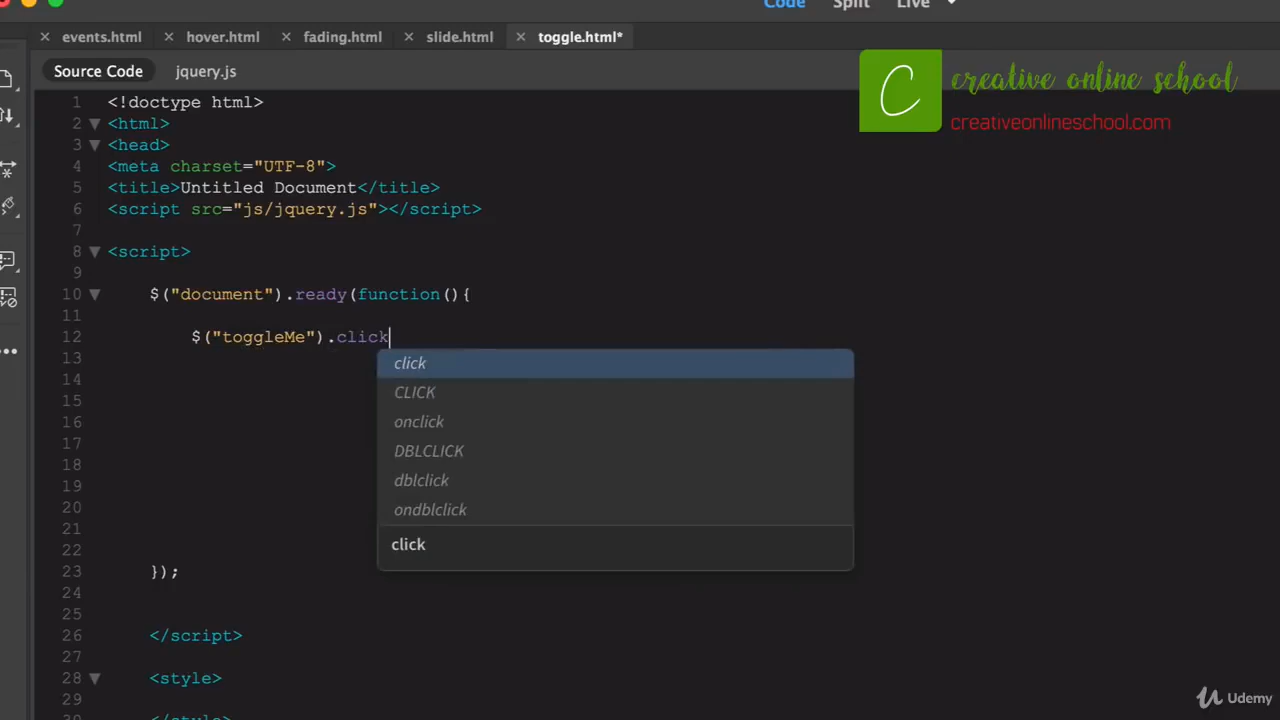 Code Split Live
events.html hover.html fading.html slide.html toggle.html*
Source Code jquery.js
creative online school
creativeonlineschool.com
1 <!doctype html>
2 <html>
3 <head>
4 <meta charset="UTF-8">
5 <title>Untitled Document</title>
6 <script src="js/jquery.js"></script>
7
8 <script>
9
10 $("document").ready(function(){
11
12 $("toggleMe").click
13
click
14
CLICK
15
16
onclick
17
DBLCLICK
18
dblclick
19
20
ondblclick
21
22
click
23 });
24
25
26 </script>
27
28 <style>
29
Udemy